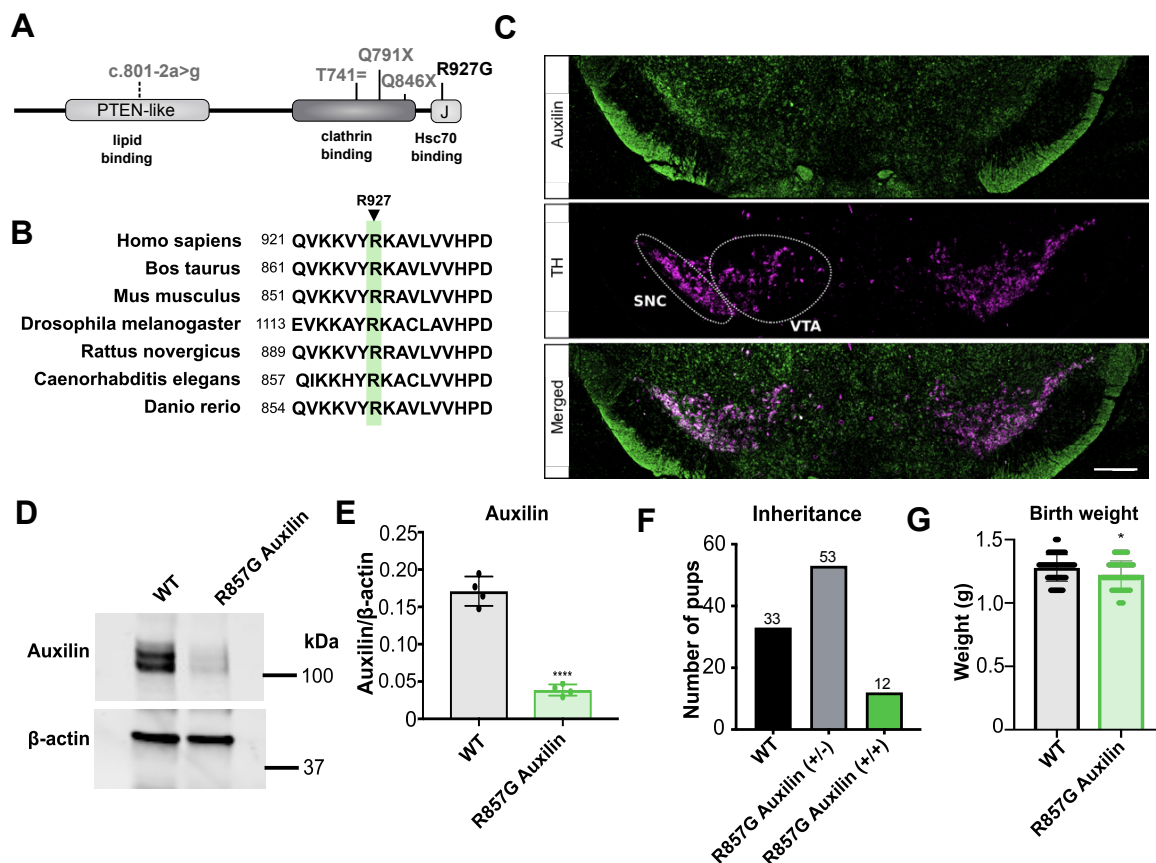 A
c.801-2a>g
Q791X
T741=
Q846X
R927G
PTEN-like
J
lipid
binding
clathrin
binding
Hsc70
binding
B
R927
Homo sapiens 921 QVKKVYRKAVLVVHPD
Bos taurus 861 QVKKVYRKAVLVVHPD
Mus musculus 851 QVKKVYRRAVLVVHPD
Drosophila melanogaster 1113 EVKKAYRKACLAVHPD
Rattus novergicus 889 QVKKVYRRAVLVVHPD
Caenorhabditis elegans 857 QIKKHYRKACLVVHPD
Danio rerio 854 QVKKVYRKAVLVVHPD
C
Auxilin
TH
SNC
VTA
Merged
D
WT
R857G Auxilin
Auxilin
kDa
100
β-actin
37
E
Auxilin
Auxilin/β-actin
0.25
0.20
0.15
0.10
0.05
0
****
WT
R857G Auxilin
F
Inheritance
Number of pups
60
40
20
0
33
53
12
WT
R857G Auxilin (+/-)
R857G Auxilin (+/+)
G
Birth weight
Weight (g)
1.5
1.0
0.5
0
*
WT
R857G Auxilin